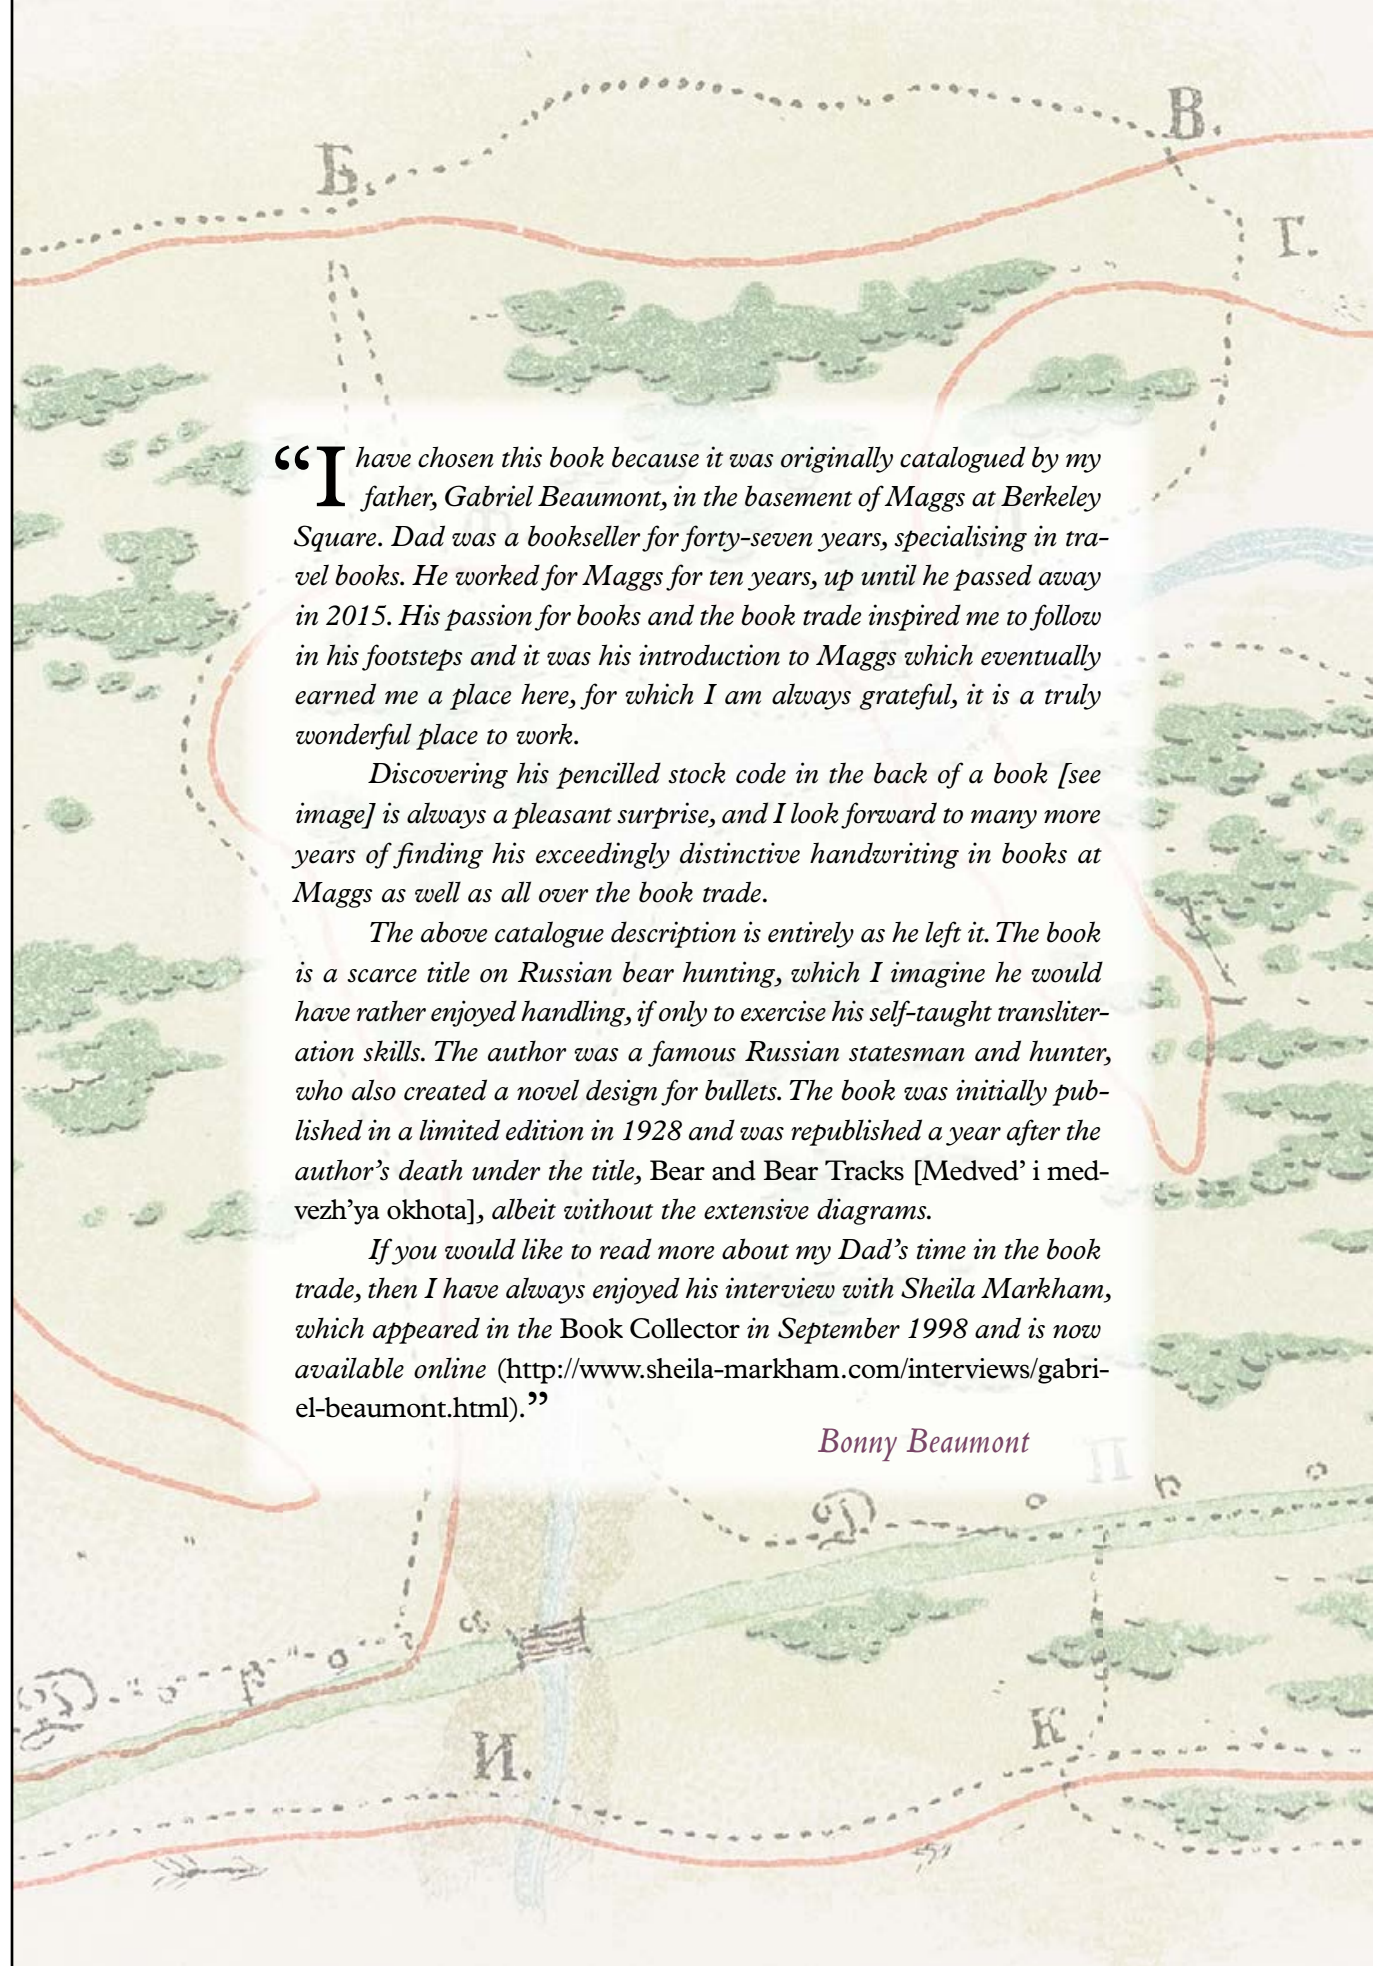 Б.
В.
Г.
“I have chosen this book because it was originally catalogued by my
father, Gabriel Beaumont, in the basement of Maggs at Berkeley
Square. Dad was a bookseller for forty-seven years, specialising in tra-
vel books. He worked for Maggs for ten years, up until he passed away
in 2015. His passion for books and the book trade inspired me to follow
in his footsteps and it was his introduction to Maggs which eventually
earned me a place here, for which I am always grateful, it is a truly
wonderful place to work.
Discovering his pencilled stock code in the back of a book [see
image] is always a pleasant surprise, and I look forward to many more
years of finding his exceedingly distinctive handwriting in books at
Maggs as well as all over the book trade.
The above catalogue description is entirely as he left it. The book
is a scarce title on Russian bear hunting, which I imagine he would
have rather enjoyed handling, if only to exercise his self-taught transliter-
ation skills. The author was a famous Russian statesman and hunter,
who also created a novel design for bullets. The book was initially pub-
lished in a limited edition in 1928 and was republished a year after the
author’s death under the title, Bear and Bear Tracks [Medved’ i med-
vezh’ya okhota], albeit without the extensive diagrams.
If you would like to read more about my Dad’s time in the book
trade, then I have always enjoyed his interview with Sheila Markham,
which appeared in the Book Collector in September 1998 and is now
available online (http://www.sheila-markham.com/interviews/gabri-
el-beaumont.html).”
Bonny Beaumont
П
И.
К